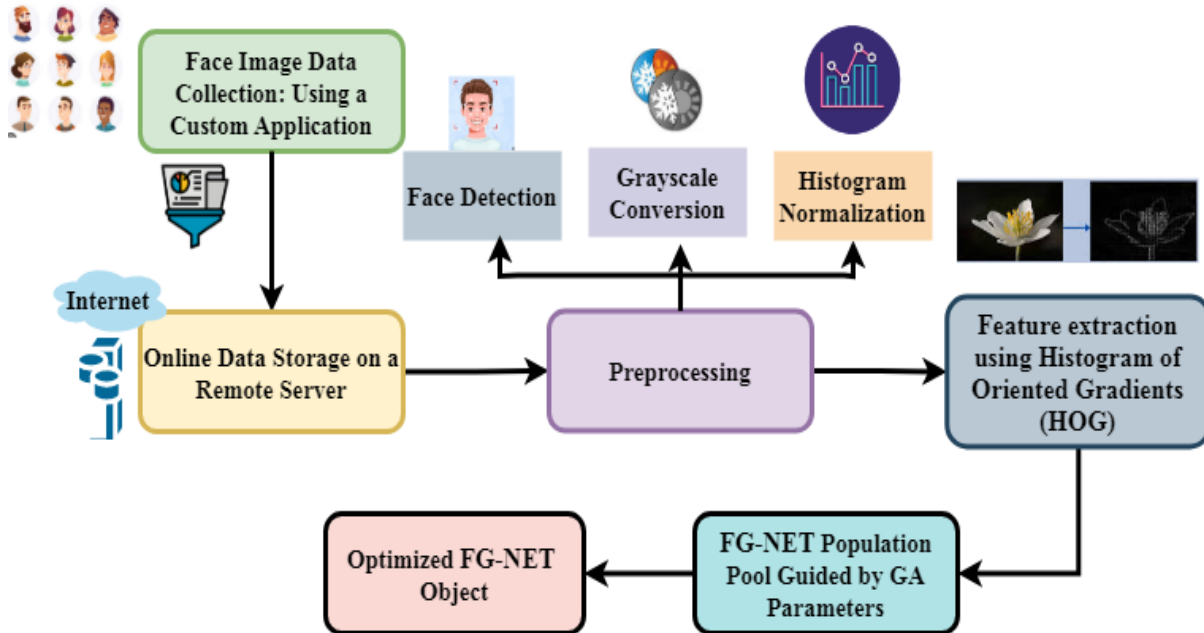 Face Image Data
Collection: Using a
Custom Application
Face Detection
Grayscale
Conversion
Histogram
Normalization
Internet
Online Data Storage on a
Remote Server
Preprocessing
Feature extraction
using Histogram of
Oriented Gradients
(HOG)
Optimized FG-NET
Object
FG-NET Population
Pool Guided by GA
Parameters